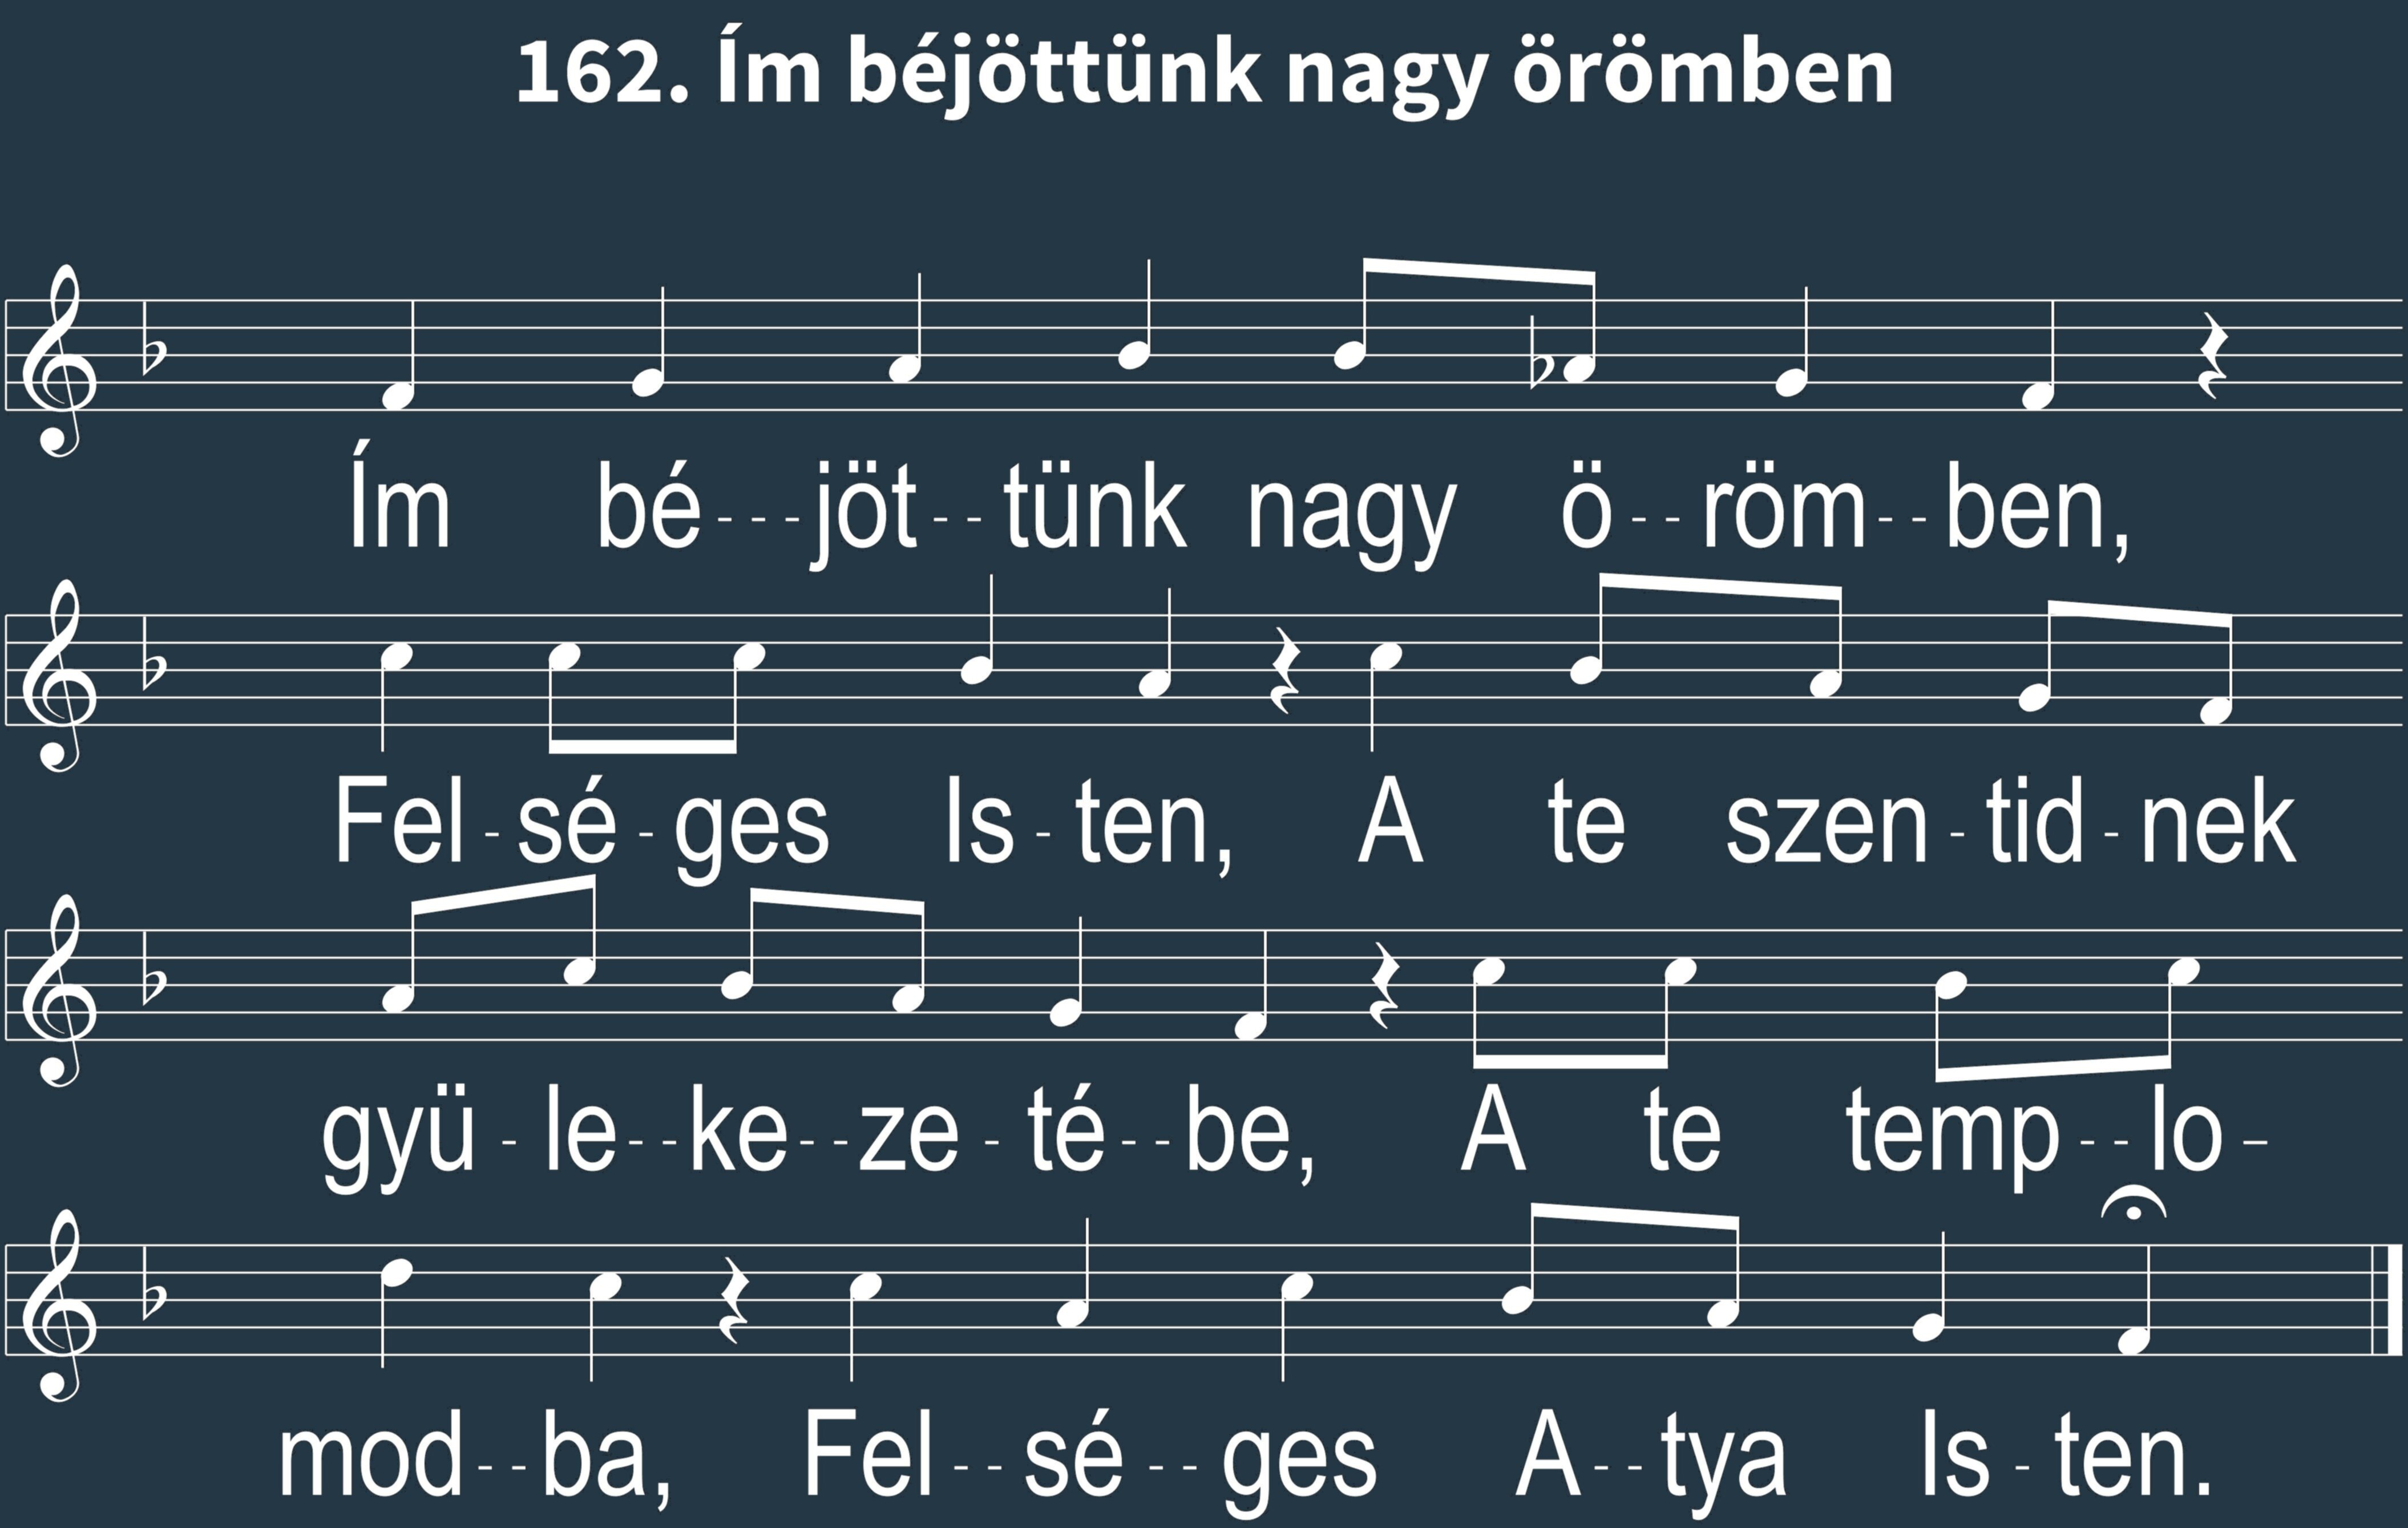 162. Ím béjöttünk nagy örömben
Ím bé---jöt--tünk nagy ö--röm--ben,
Fel-sé-ges Is-ten, A te szen-tid-nek
gyü-le--ke--ze-té--be, A te temp--lo-
mod--ba, Fel--sé--ges A--tya Is-ten.